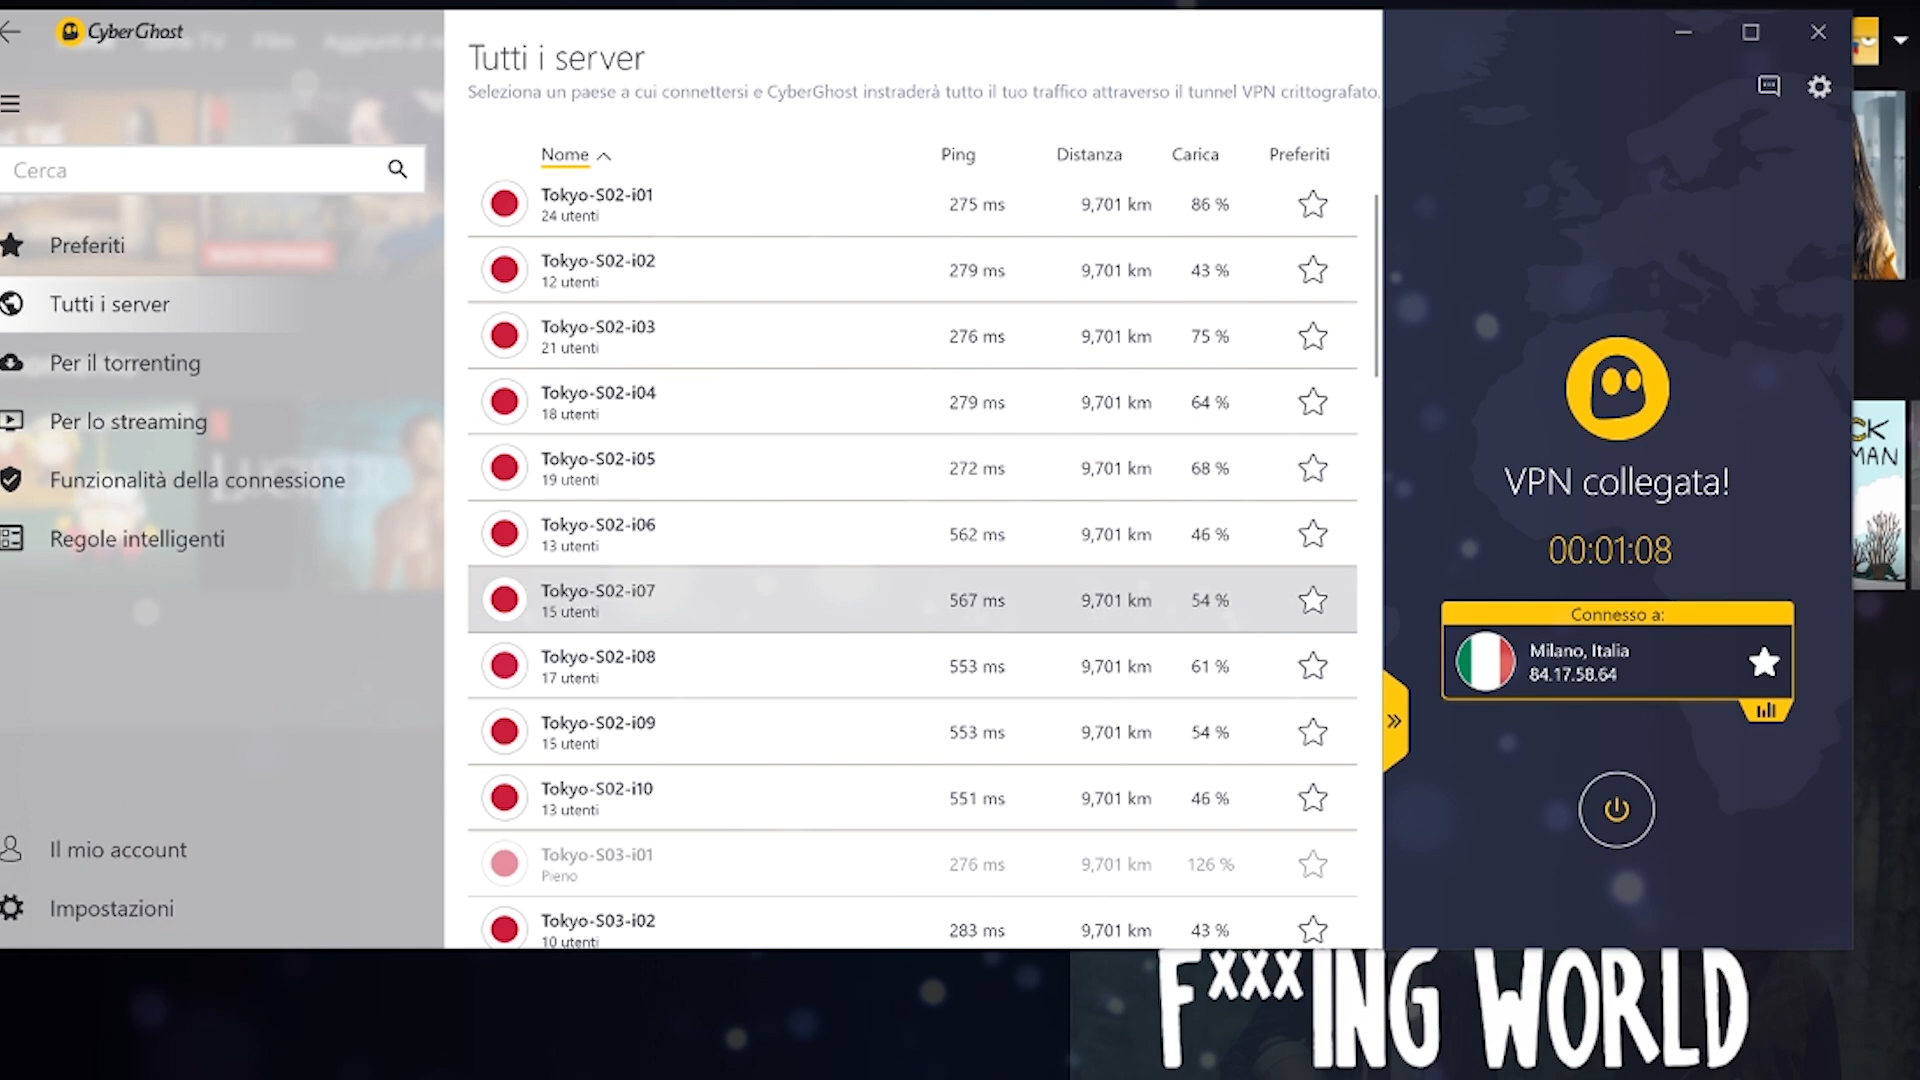 CyberGhost
Cerca
Preferiti
Tutti i server
Per il torrenting
Per lo streaming
Funzionalità della connessione
Regole intelligenti
Il mio account
Impostazioni
Tutti i server
Seleziona un paese a cui connettersi e CyberGhost instraderà tutto il tuo traffico attraverso il tunnel VPN crittografato.
Nome Ping Distanza Carica Preferiti
Tokyo-S02-i01 275 ms 9,701 km 86 %
24 utenti
Tokyo-S02-i02 279 ms 9,701 km 43 %
12 utenti
Tokyo-S02-i03 276 ms 9,701 km 75 %
21 utenti
Tokyo-S02-i04 279 ms 9,701 km 64 %
18 utenti
Tokyo-S02-i05 272 ms 9,701 km 68 %
19 utenti
Tokyo-S02-i06 562 ms 9,701 km 46 %
13 utenti
Tokyo-S02-i07 567 ms 9,701 km 54 %
15 utenti
Tokyo-S02-i08 553 ms 9,701 km 61 %
17 utenti
Tokyo-S02-i09 553 ms 9,701 km 54 %
15 utenti
Tokyo-S02-i10 551 ms 9,701 km 46 %
13 utenti
Tokyo-S03-i01 276 ms 9,701 km 126 %
Pieno
Tokyo-S03-i02 283 ms 9,701 km 43 %
10 utenti
VPN collegata!
00:01:08
Connesso a:
Milano, Italia
84.17.58.64
CK
MAN
F***ING WORLD